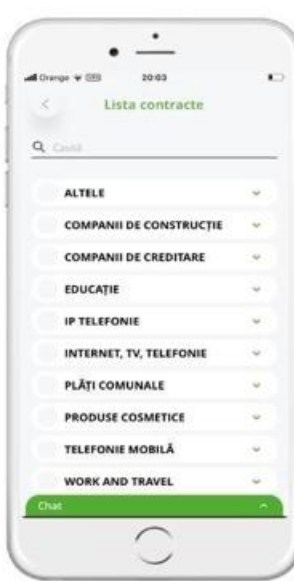 Orange
20:03
Lista contracte
Caută
ALTELE
COMPANII DE CONSTRUCȚIE
COMPANII DE CREDITARE
EDUCAȚIE
IP TELEFONIE
INTERNET, TV, TELEFONIE
PLĂȚI COMUNALE
PRODUSE COSMETICE
TELEFONIE MOBILĂ
WORK AND TRAVEL
Chat